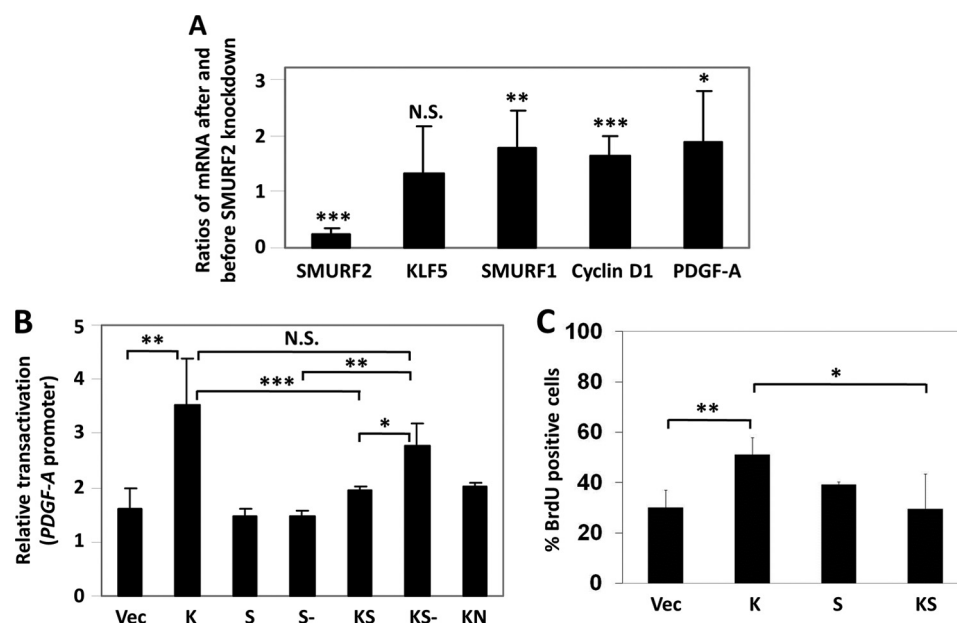 A
Ratios of mRNA after and
before SMURF2 knockdown
3
2
1
0
***
N.S.
**
***
*
SMURF2 KLF5 SMURF1 Cyclin D1 PDGF-A
B
Relative transactivation
(PDGF-A promoter)
5
4
3
2
1
0
**
N.S.
**
***
*
Vec K S S- KS KS- KN
C
% BrdU positive cells
100
80
60
40
20
0
**
*
Vec K S KS